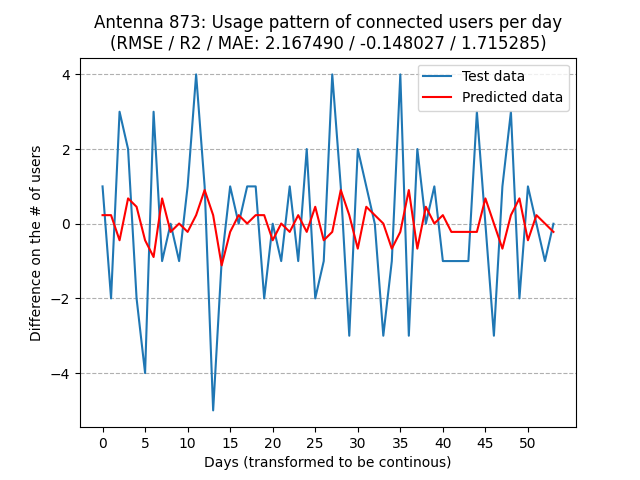 Antenna 873: Usage pattern of connected users per day
(RMSE / R2 / MAE: 2.167490 / -0.148027 / 1.715285)
Test data
Predicted data
Difference on the # of users
4
2
0
−2
−4
0 5 10 15 20 25 30 35 40 45 50
Days (transformed to be continous)